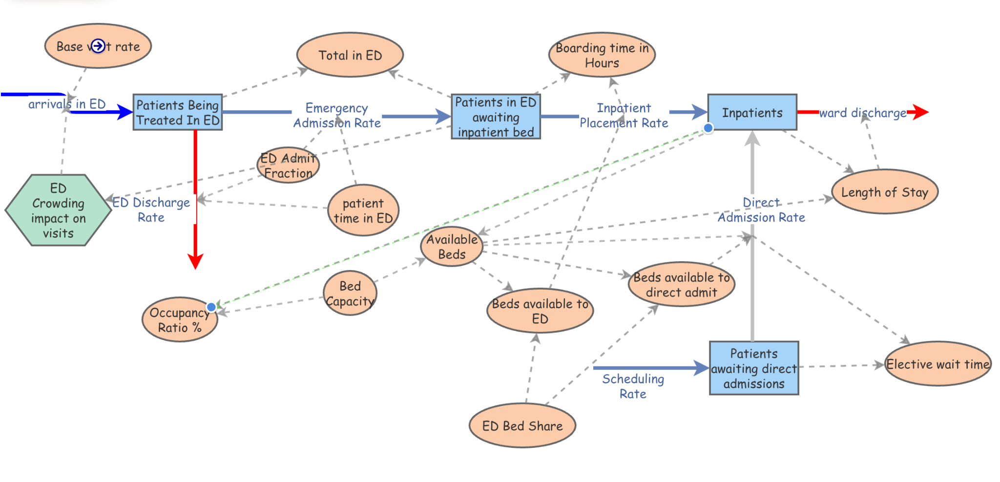 Base v t rate
Total in ED
Boarding time in
Hours
arrivals in ED
Patients Being
Treated In ED
Emergency
Admission Rate
Patients in ED
awaiting
inpatient bed
Inpatient
Placement Rate
Inpatients
ward discharge
ED Admit
Fraction
ED
Crowding
impact on
visits
ED Discharge
Rate
patient
time in ED
Direct
Admission Rate
Length of Stay
Available
Beds
Bed
Capacity
Beds available to
direct admit
Beds available to
ED
Occupancy
Ratio %
Patients
awaiting direct
admissions
Elective wait time
Scheduling
Rate
ED Bed Share